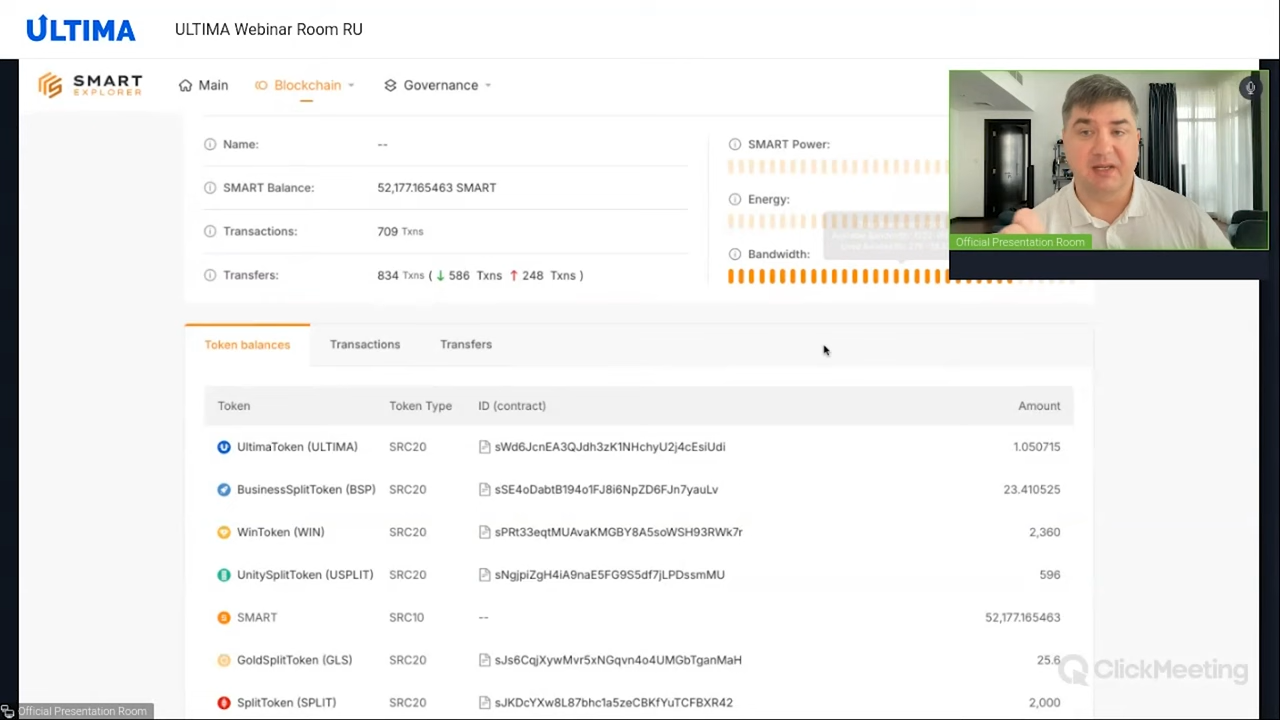 ULTIMA
ULTIMA Webinar Room RU
SMART
EXPLORER
Main
Blockchain
Governance
Name:
--
SMART Power:
SMART Balance:
52,177.165463 SMART
Energy:
Transactions:
709 Txns
Bandwidth:
Transfers:
834 Txns ( ↓ 586 Txns ↑ 248 Txns )
Official Presentation Room
Token balances
Transactions
Transfers
Token
Token Type
ID (contract)
Amount
UltimaToken (ULTIMA) SRC20 sWd6JcnEA3QJdh3zK1NHchyU2j4cEsiUdi 1.050715
BusinessSplitToken (BSP) SRC20 sSE4oDabtB194o1FJ8i6NpZD6FJn7yauLv 23.410525
WinToken (WIN) SRC20 sPRt33eqtMUAvaKMGBY8A5soWSH93RWk7r 2,360
UnitySplitToken (USPLIT) SRC20 sNgjpiZgH4iA9naE5FG9S5df7jLPDssmMU 596
SMART SRC10 -- 52,177.165463
GoldSplitToken (GLS) SRC20 sJs6CqjXywMvr5xNGqvn4o4UMGbTganMaH 25.6
ClickMeeting
SplitToken (SPLIT) SRC20 sJKDcYXw8L87bhc1a5zeCBKfYuTCFBXR42 2,000
Official Presentation Room